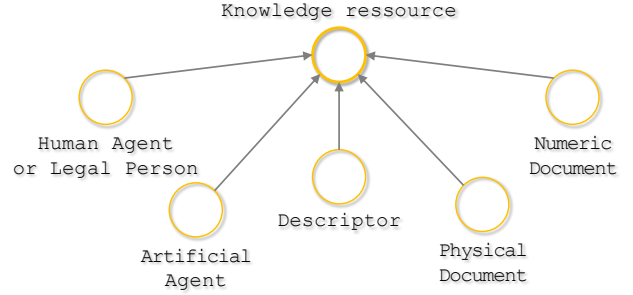 Knowledge ressource
Human Agent
or Legal Person
Numeric
Document
Descriptor
Artificial
Agent
Physical
Document